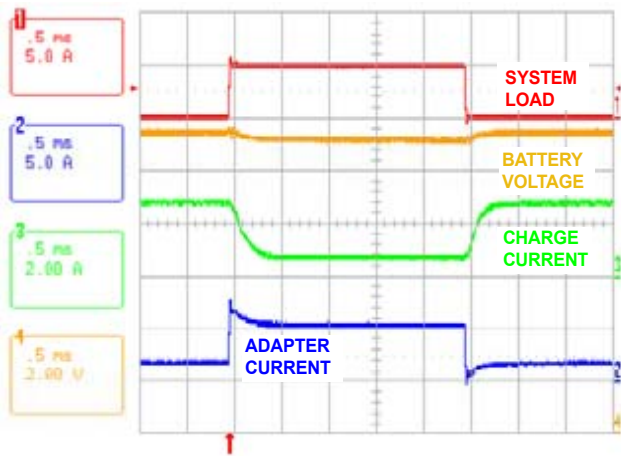 1
.5 ms
5.0 A
2
.5 ms
5.0 A
3
.5 ms
2.00 A
4
.5 ms
2.00 V
SYSTEM
LOAD
BATTERY
VOLTAGE
CHARGE
CURRENT
ADAPTER
CURRENT